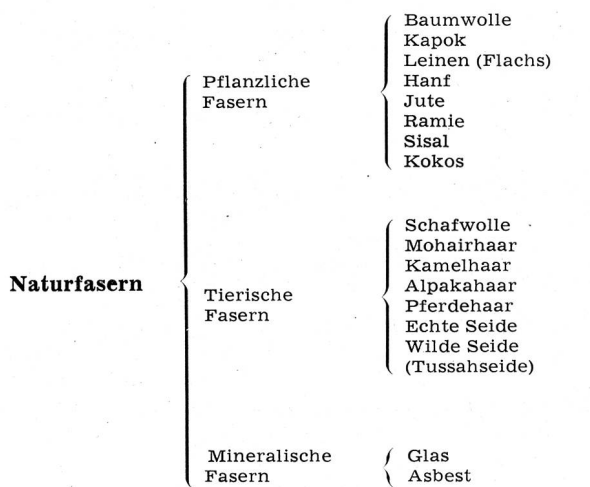 Naturfasern
Pflanzliche
Fasern
Baumwolle
Kapok
Leinen (Flachs)
Hanf
Jute
Ramie
Sisal
Kokos
Tierische
Fasern
Schafwolle
Mohairhaar
Kamelhaar
Alpakahaar
Pferdehaar
Echte Seide
Wilde Seide
(Tussahseide)
Mineralische
Fasern
Glas
Asbest